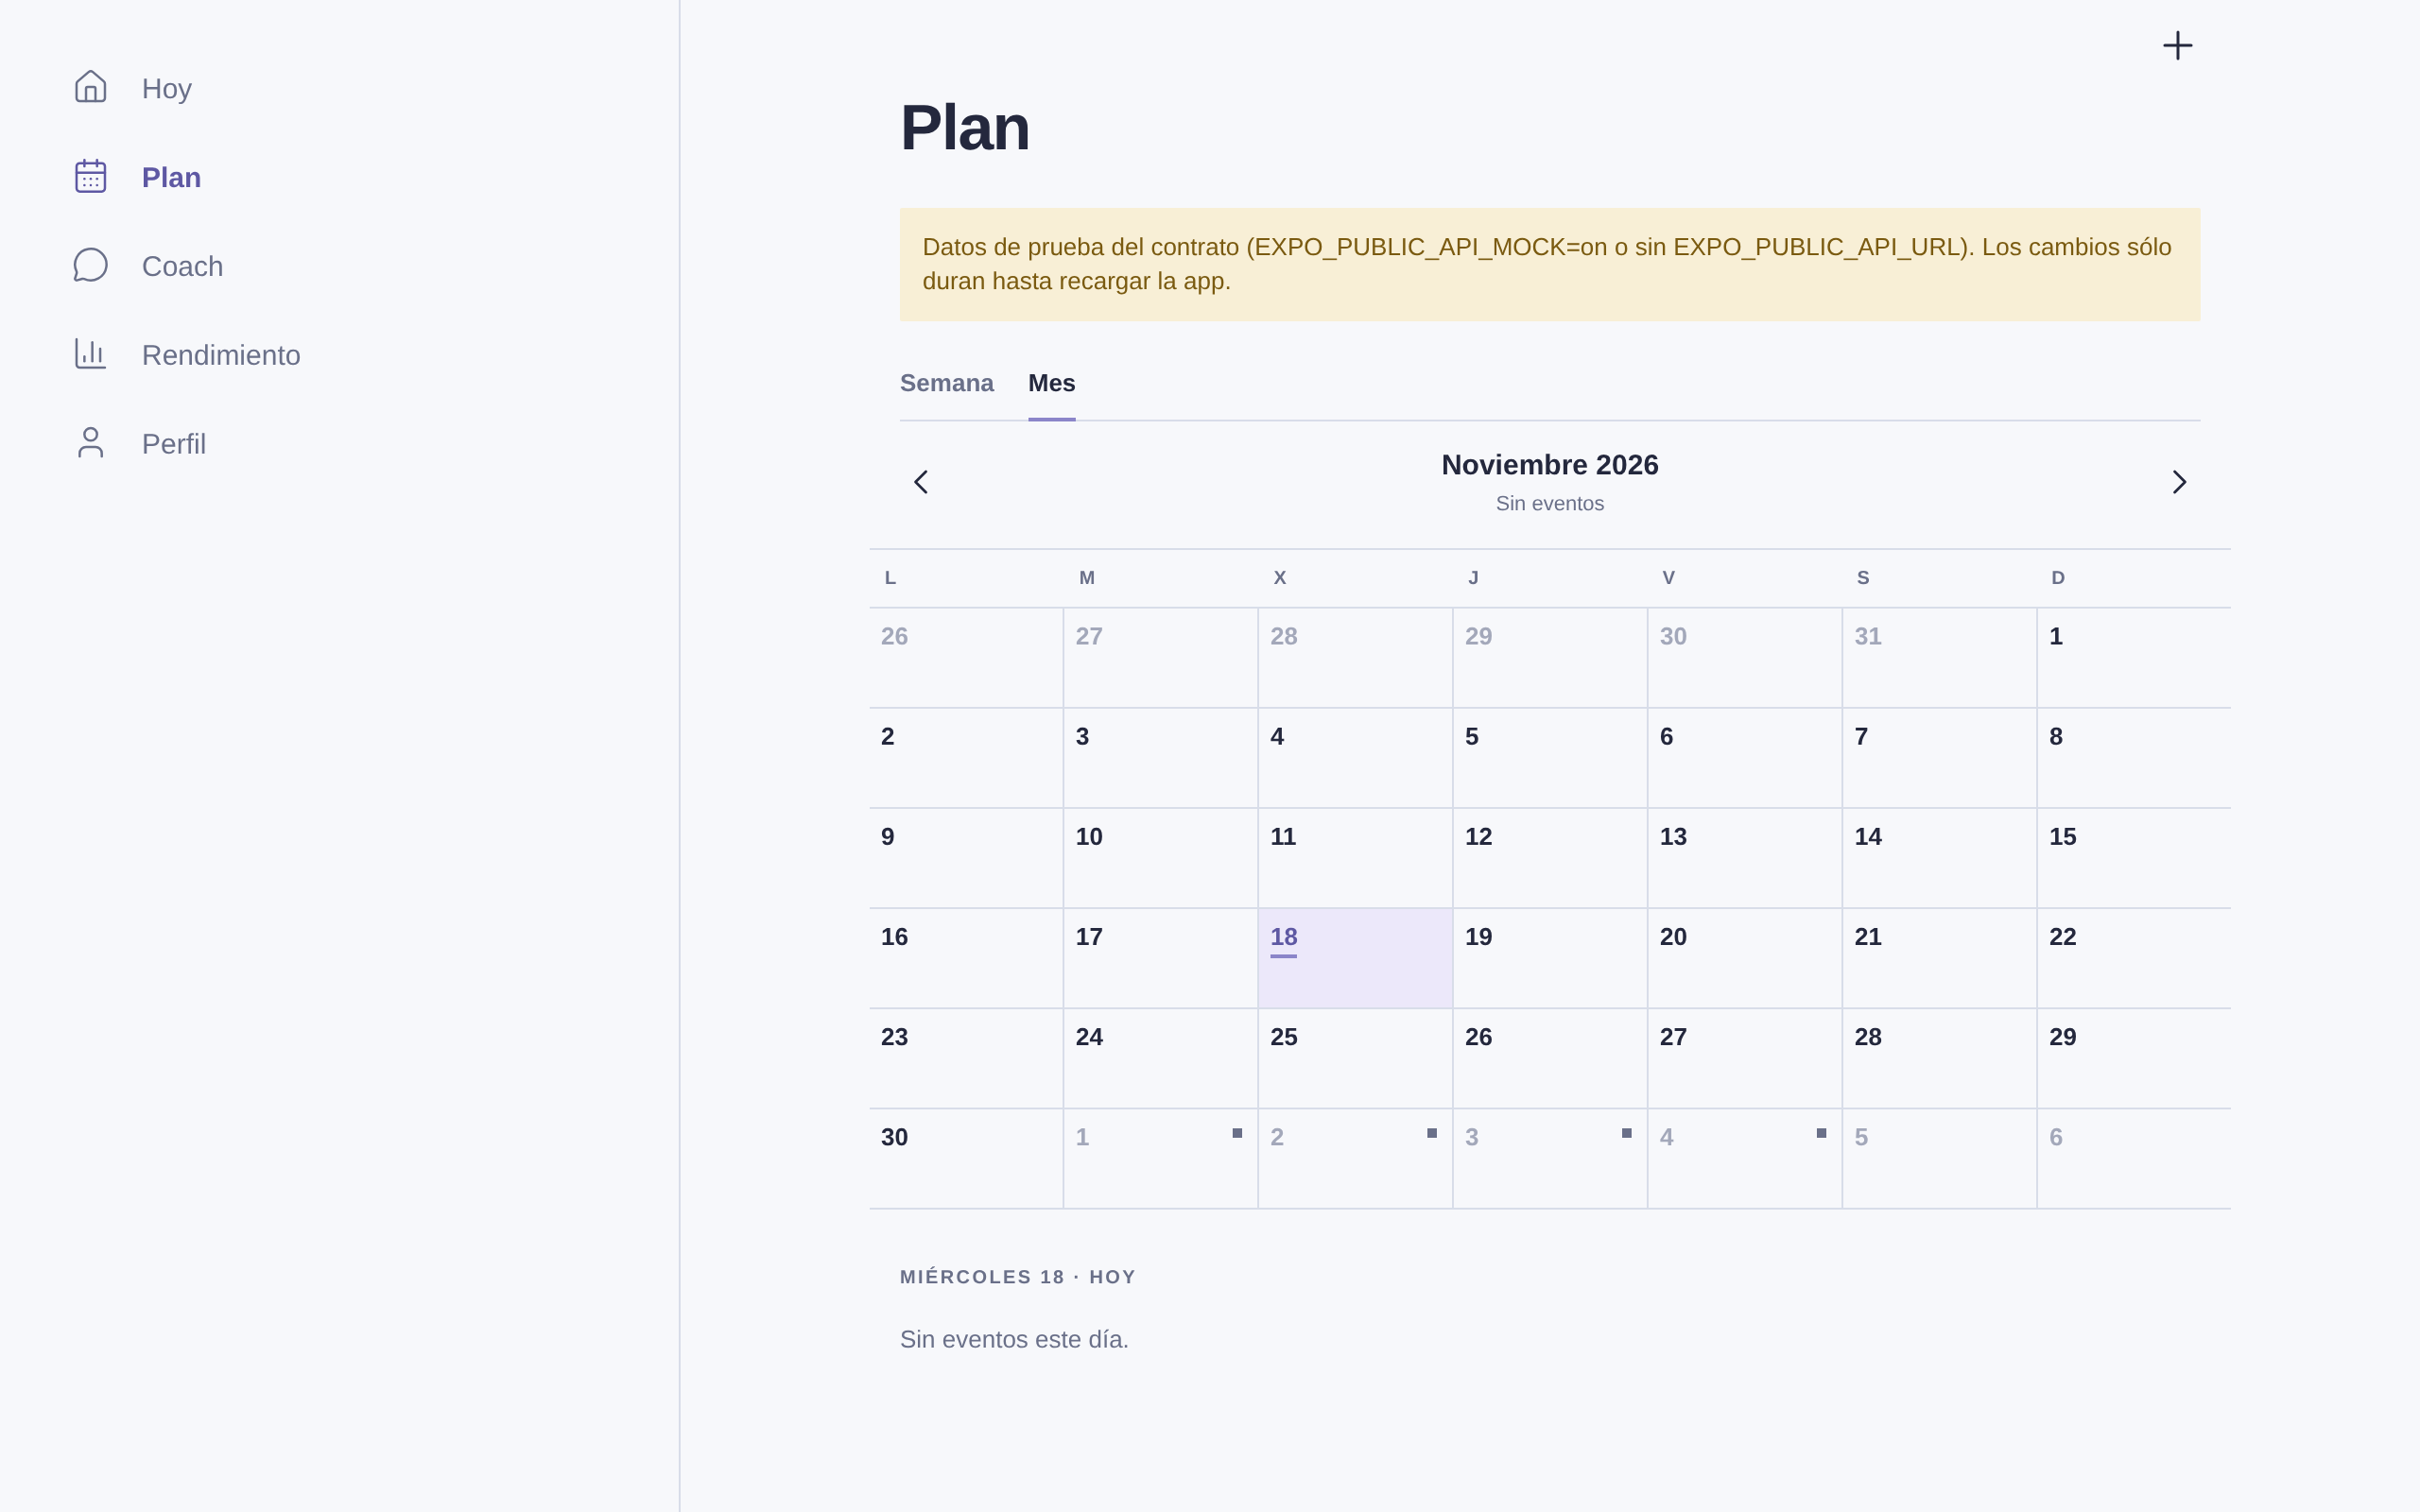 Hoy
Plan
Coach
Rendimiento
Perfil
Plan
Datos de prueba del contrato (EXPO_PUBLIC_API_MOCK=on o sin EXPO_PUBLIC_API_URL). Los cambios sólo
duran hasta recargar la app.
Semana Mes
Noviembre 2026
Sin eventos
L M X J V S D
26 27 28 29 30 31 1
2 3 4 5 6 7 8
9 10 11 12 13 14 15
16 17 18 19 20 21 22
23 24 25 26 27 28 29
30 1 2 3 4 5 6
MIÉRCOLES 18 · HOY
Sin eventos este día.